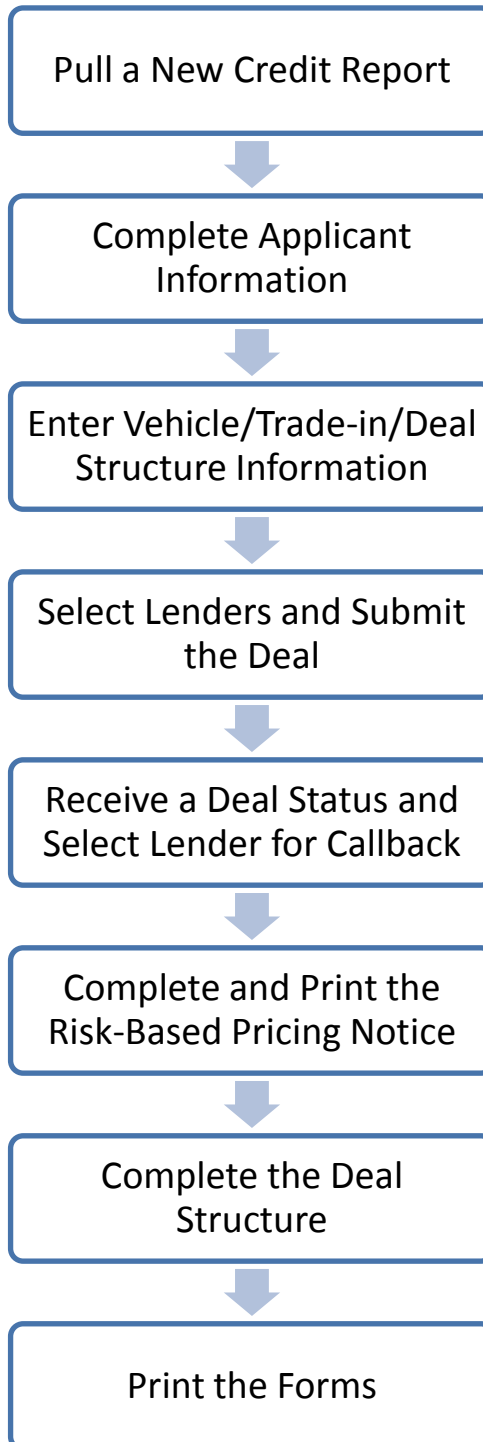 Pull a New Credit Report
Complete Applicant
Information
Enter Vehicle/Trade-in/Deal
Structure Information
Select Lenders and Submit
the Deal
Receive a Deal Status and
Select Lender for Callback
Complete and Print the
Risk-Based Pricing Notice
Complete the Deal
Structure
Print the Forms